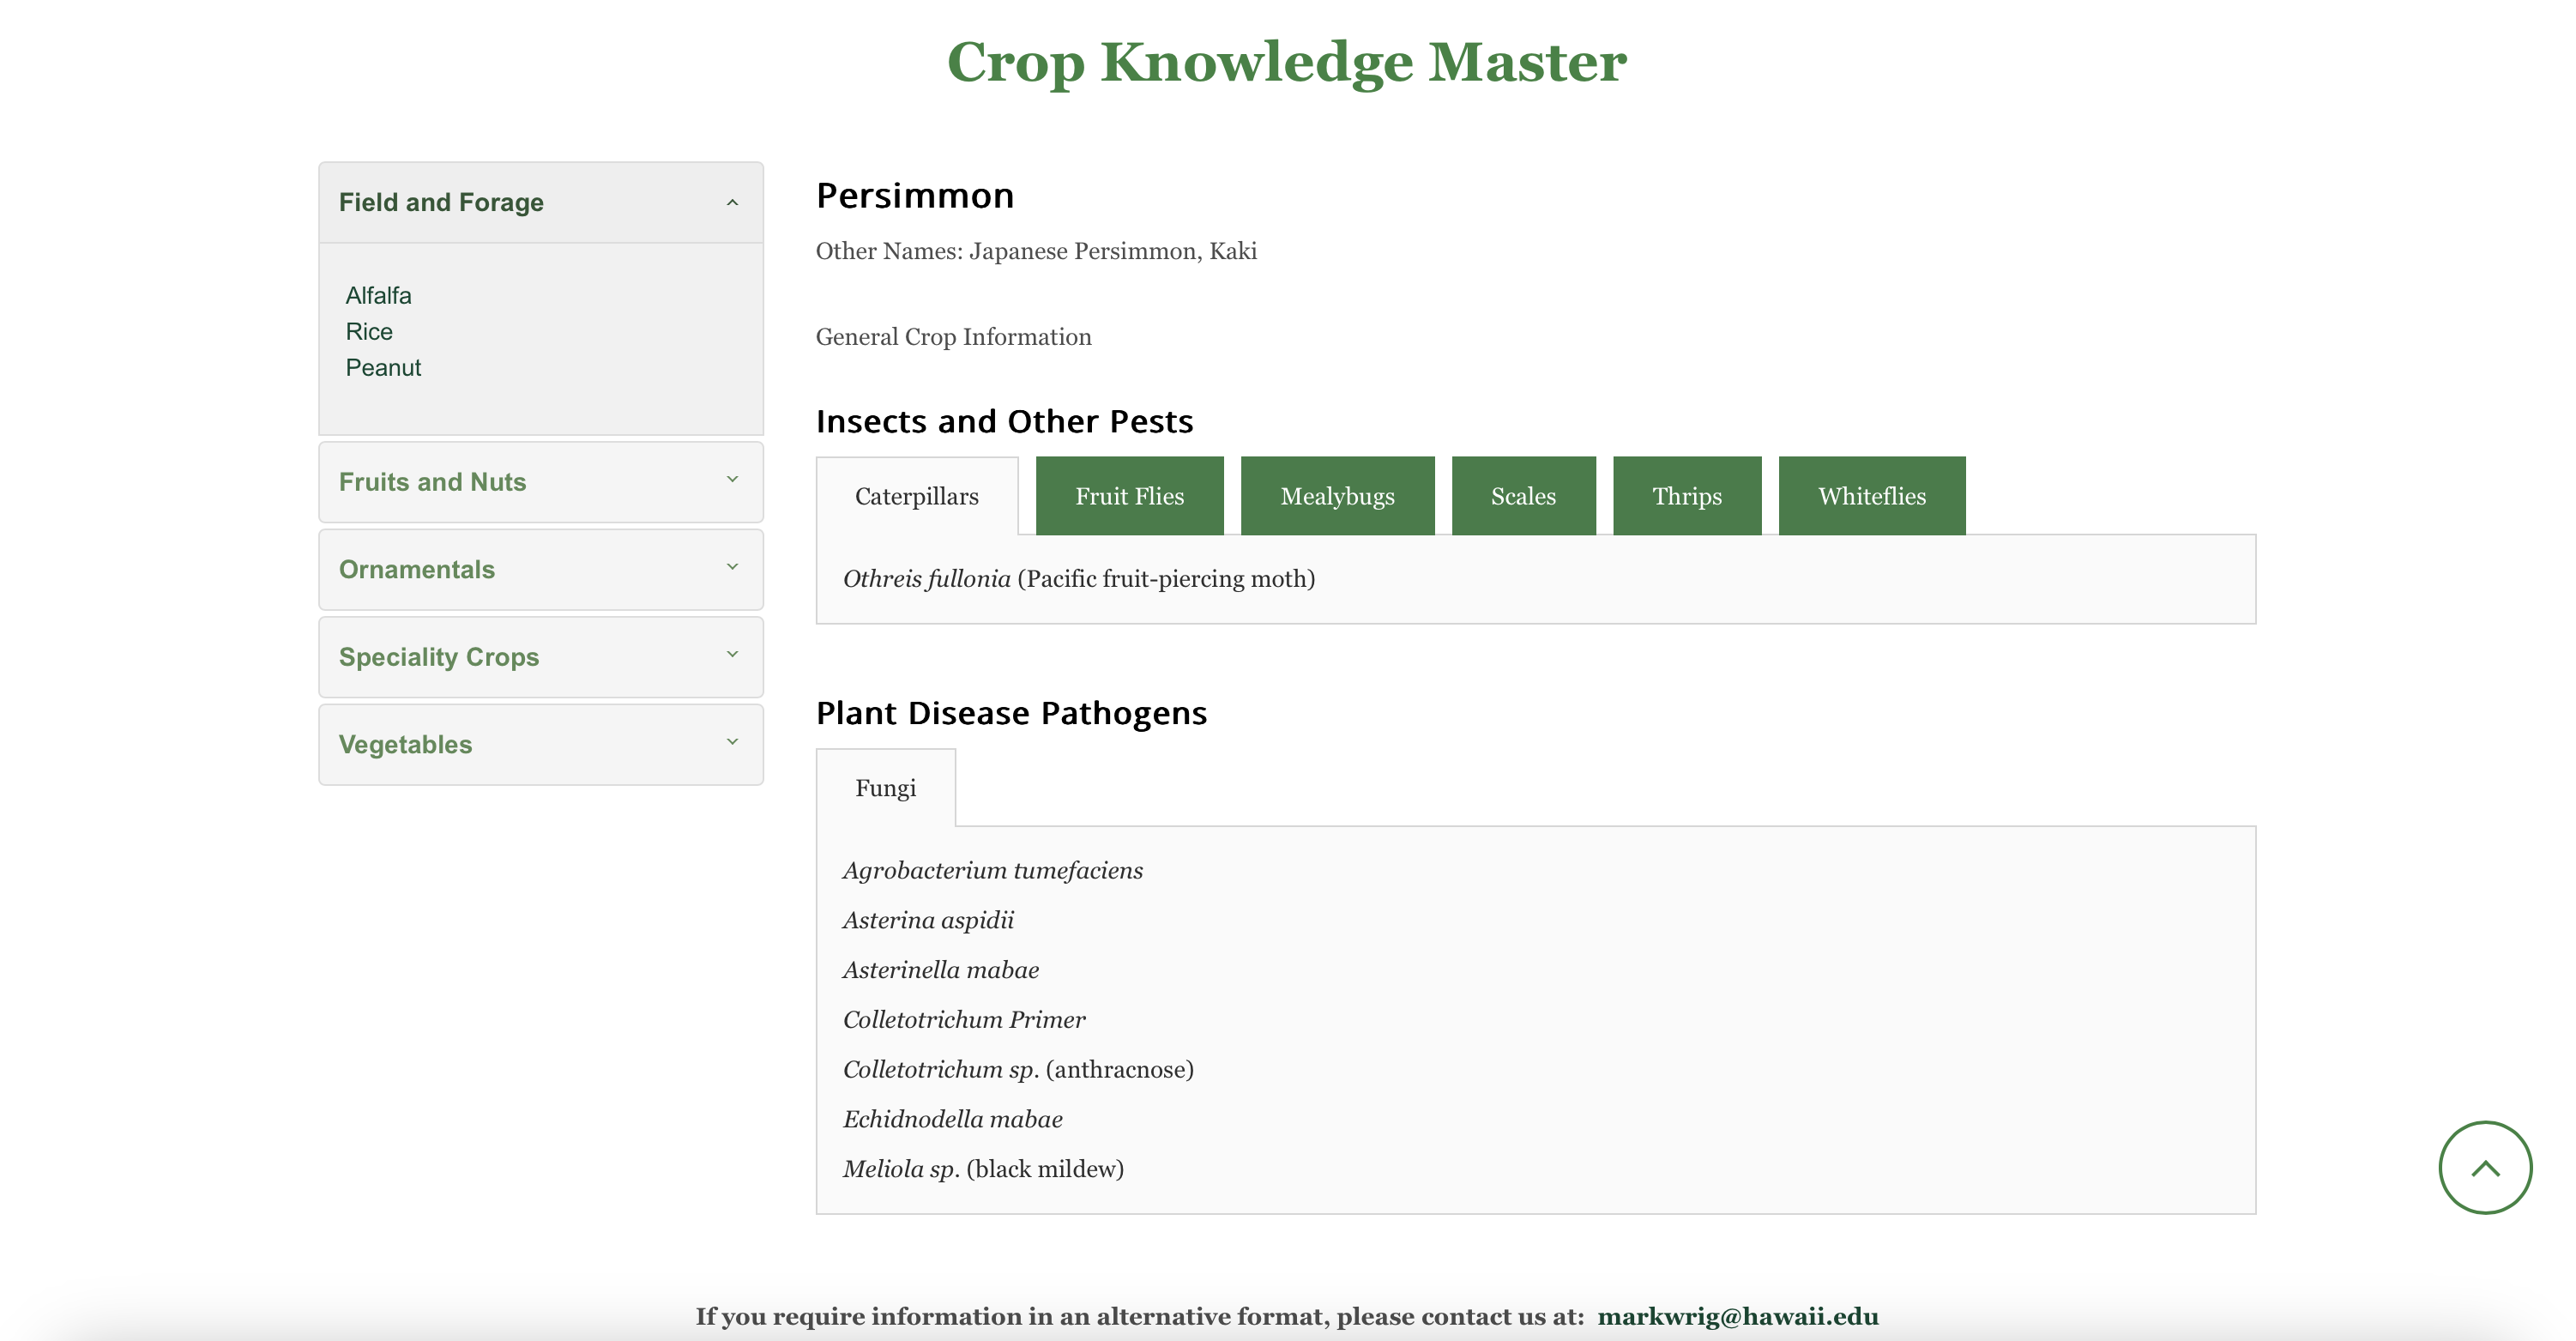 Crop Knowledge Master
Field and Forage
Alfalfa
Rice
Peanut
Fruits and Nuts
Ornamentals
Speciality Crops
Vegetables
Persimmon
Other Names: Japanese Persimmon, Kaki
General Crop Information
Insects and Other Pests
Caterpillars Fruit Flies Mealybugs Scales Thrips Whiteflies
Othreis fullonia (Pacific fruit-piercing moth)
Plant Disease Pathogens
Fungi
Agrobacterium tumefaciens
Asterina aspidii
Asterinella mabae
Colletotrichum Primer
Colletotrichum sp. (anthracnose)
Echidnodella mabae
Meliola sp. (black mildew)
If you require information in an alternative format, please contact us at: markwrig@hawaii.edu